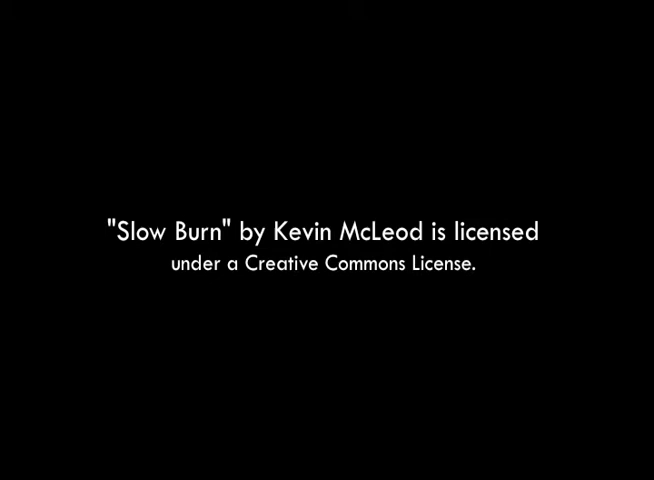 "Slow Burn" by Kevin McLeod is licensed
under a Creative Commons License.